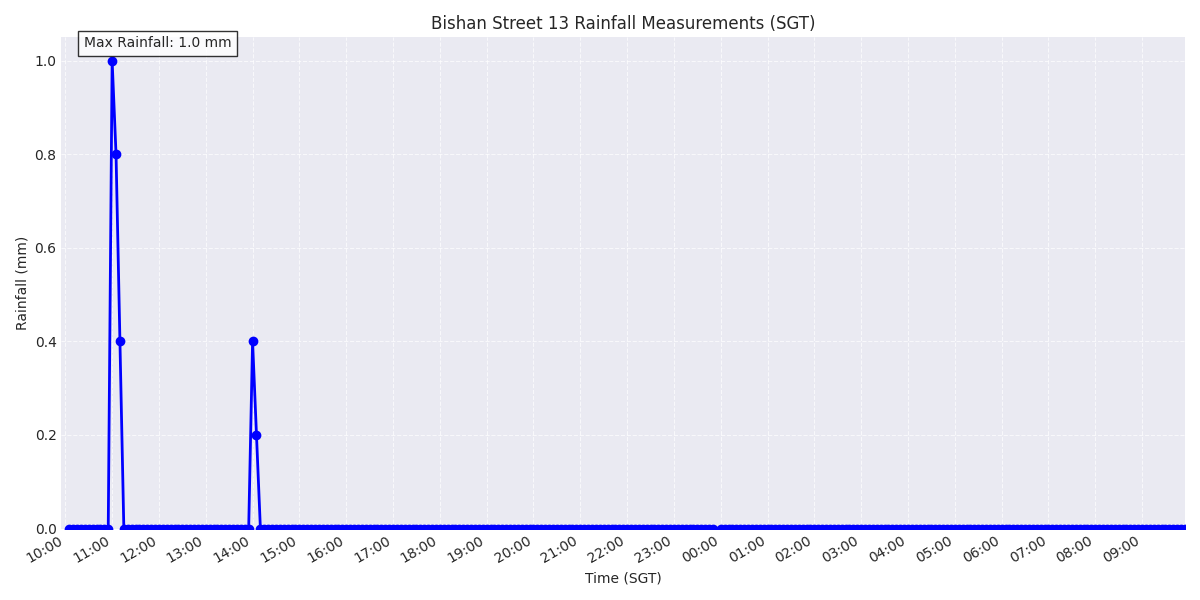 Bishan Street 13 Rainfall Measurements (SGT)
Max Rainfall: 1.0 mm
Rainfall (mm)
1.0
0.8
0.6
0.4
0.2
0.0
10:00 11:00 12:00 13:00 14:00 15:00 16:00 17:00 18:00 19:00 20:00 21:00 22:00 23:00 00:00 01:00 02:00 03:00 04:00 05:00 06:00 07:00 08:00 09:00
Time (SGT)